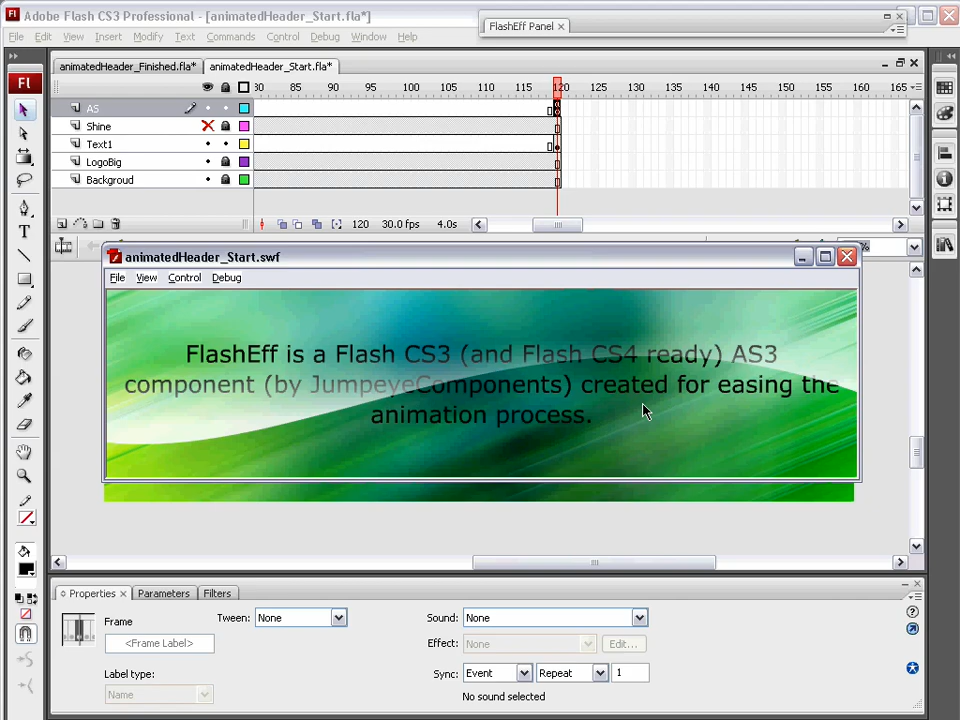 Adobe Flash CS3 Professional - [animatedHeader_Start.fla*]
FlashEff Panel
File Edit View Insert Modify Text Commands Control Debug Window Help
animatedHeader_Finished.fla* animatedHeader_Start.fla*
80 85 90 95 100 105 110 115 120 125 130 135 140 145 150 155 160 165
AS
Shine
Text1
LogoBig
Backgroud
120 30.0 fps 4.0s
animatedHeader_Start.swf
File View Control Debug
FlashEff is a Flash CS3 (and Flash CS4 ready) AS3
component (by JumpeyeComponents) created for easing the
animation process.
Properties Parameters Filters
Frame Tween: None Sound: None
<Frame Label> Effect: None Edit...
Label type: Sync: Event Repeat 1
Name No sound selected